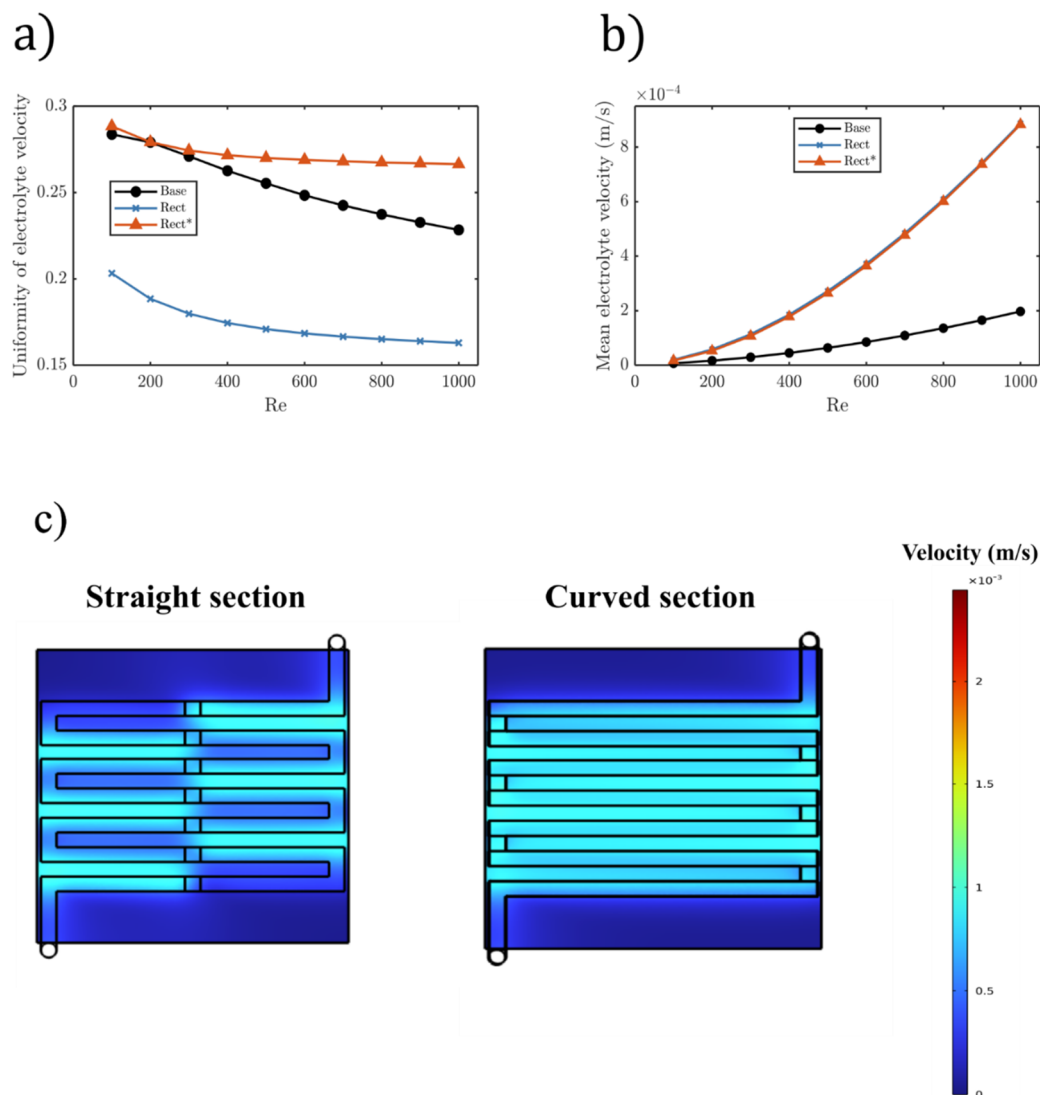 a)
b)
Uniformity of electrolyte velocity
0.3
0.25
0.2
0.15
0
200
400
600
800
1000
Re
Base
Rect
Rect*
Mean electrolyte velocity (m/s)
×10⁻⁴
8
6
4
2
0
0
200
400
600
800
1000
Re
Base
Rect
Rect*
c)
Straight section
Curved section
Velocity (m/s)
×10⁻³
2
1.5
1
0.5
0